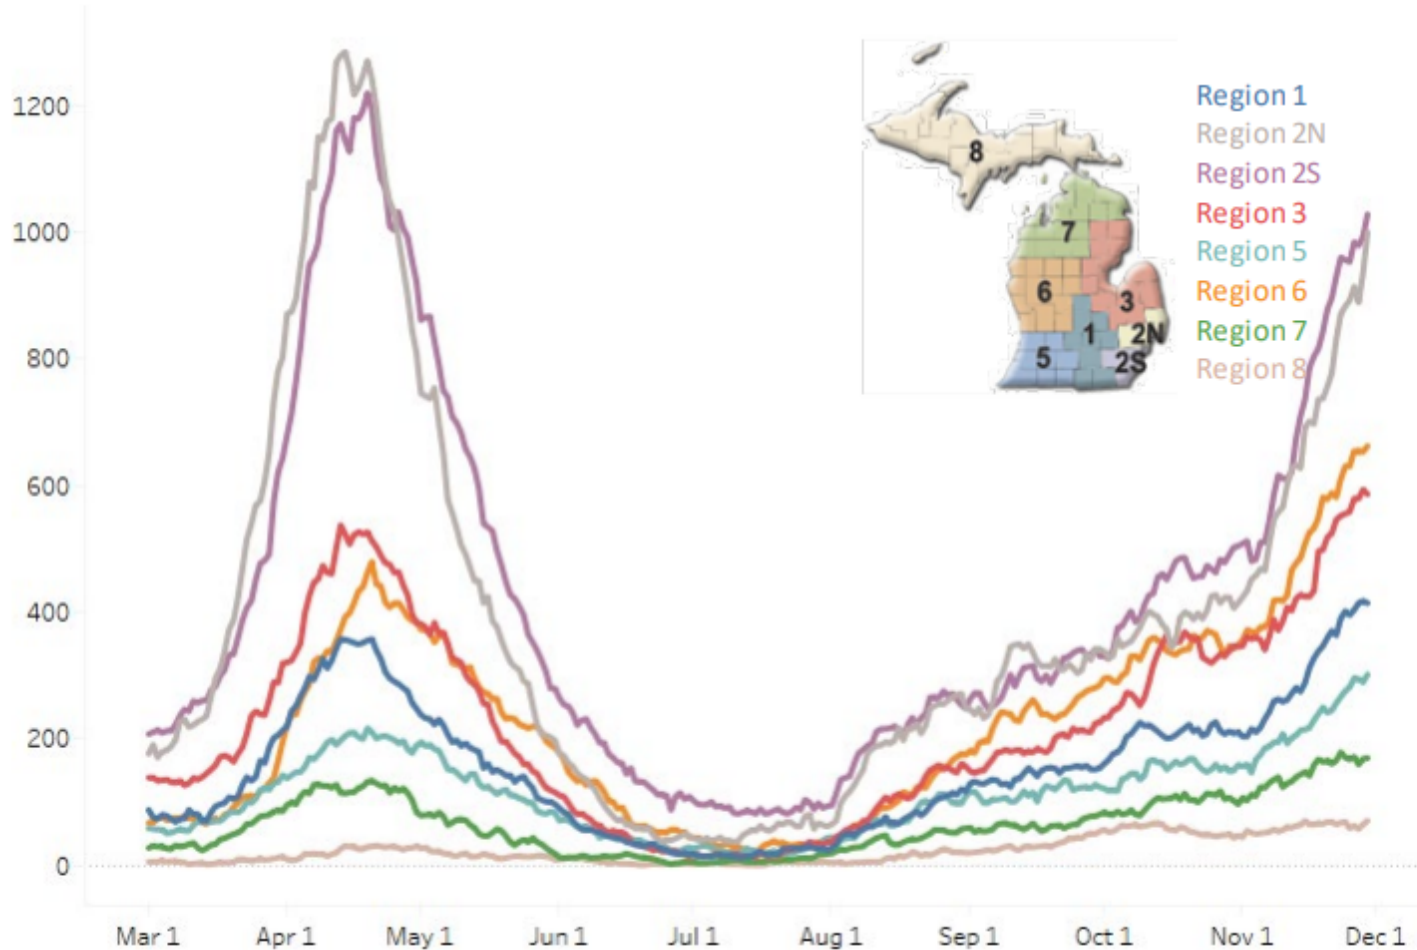 1200
1000
800
600
400
200
0
Mar 1 Apr 1 May 1 Jun 1 Jul 1 Aug 1 Sep 1 Oct 1 Nov 1 Dec 1
8
7
6
3
1
2N
5
2S
Region 1
Region 2N
Region 2S
Region 3
Region 5
Region 6
Region 7
Region 8